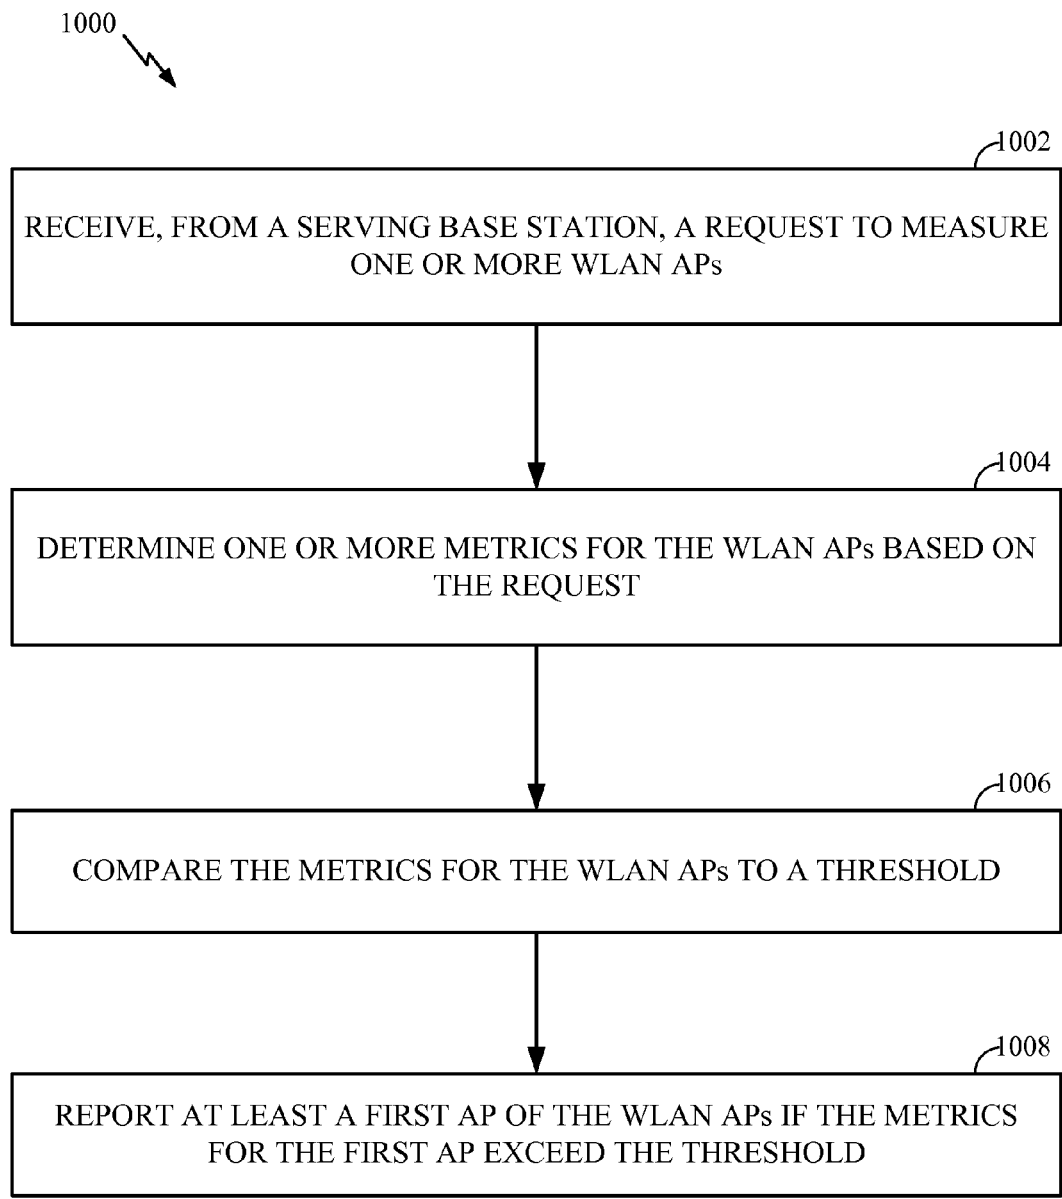 1000
1002
RECEIVE, FROM A SERVING BASE STATION, A REQUEST TO MEASURE
ONE OR MORE WLAN APs
1004
DETERMINE ONE OR MORE METRICS FOR THE WLAN APs BASED ON
THE REQUEST
1006
COMPARE THE METRICS FOR THE WLAN APs TO A THRESHOLD
1008
REPORT AT LEAST A FIRST AP OF THE WLAN APs IF THE METRICS
FOR THE FIRST AP EXCEED THE THRESHOLD